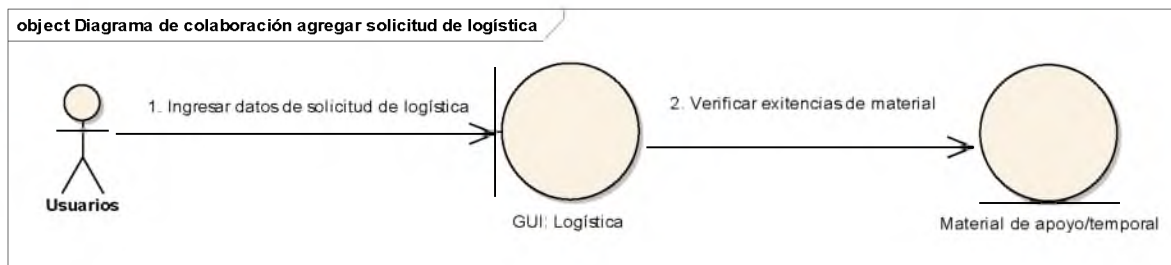 object Diagrama de colaboración agregar solicitud de logística
1. Ingresar datos de solicitud de logística
2. Verificar exitencias de material
Usuarios
GUI: Logística
Material de apoyo/temporal